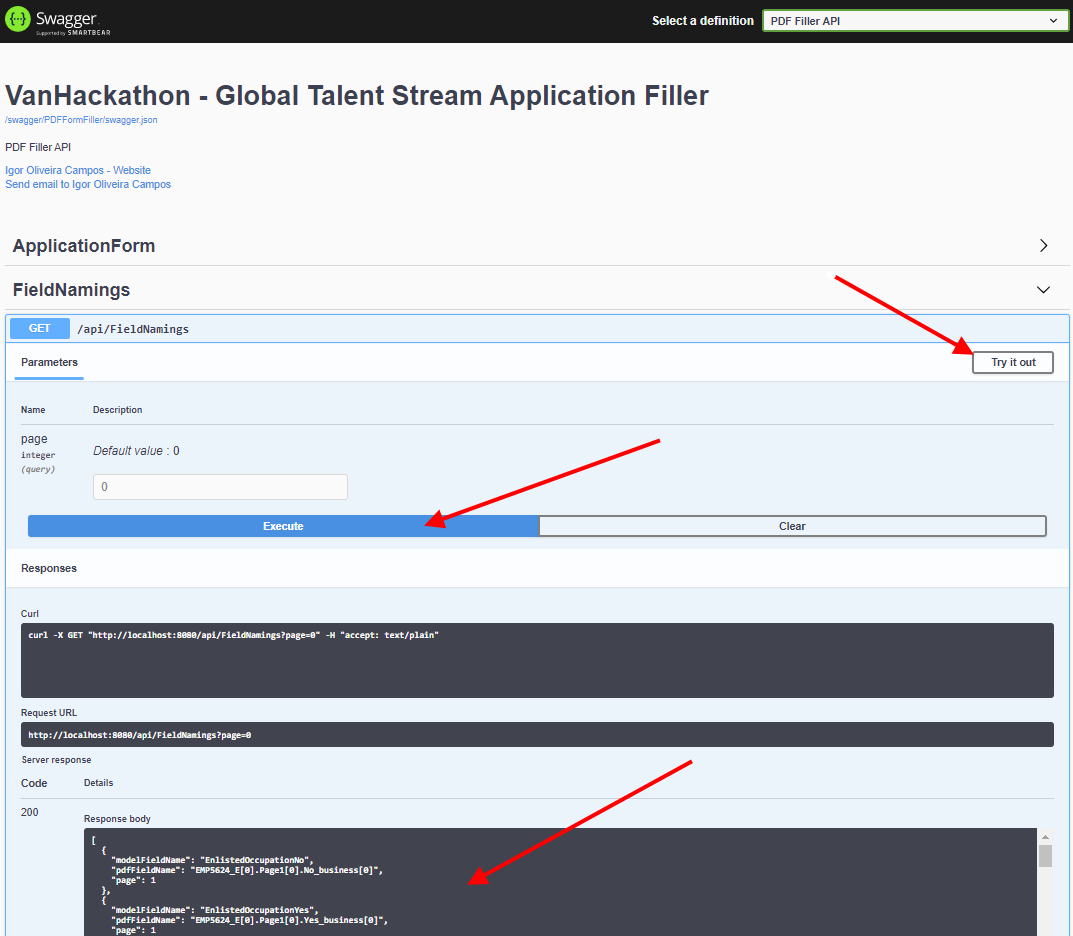 Swagger.
Supported by SMARTBEAR
Select a definition
PDF Filler API
VanHackathon - Global Talent Stream Application Filler
/swagger/PDFFormFiller/swagger.json
PDF Filler API
Igor Oliveira Campos - Website
Send email to Igor Oliveira Campos
ApplicationForm
FieldNamings
GET /api/FieldNamings
Parameters
Try it out
Name Description
page
integer
(query)
Default value : 0
0
Execute
Clear
Responses
Curl
curl -X GET "http://localhost:8080/api/FieldNamings?page=0" -H "accept: text/plain"
Request URL
http://localhost:8080/api/FieldNamings?page=0
Server response
Code Details
200
Response body
[
{
"modelFieldName": "EnlistedOccupationNo",
"pdfFieldName": "EMP5624_E[0].Page1[0].No_business[0]",
"page": 1
},
{
"modelFieldName": "EnlistedOccupationYes",
"pdfFieldName": "EMP5624_E[0].Page1[0].Yes_business[0]",
"page": 1